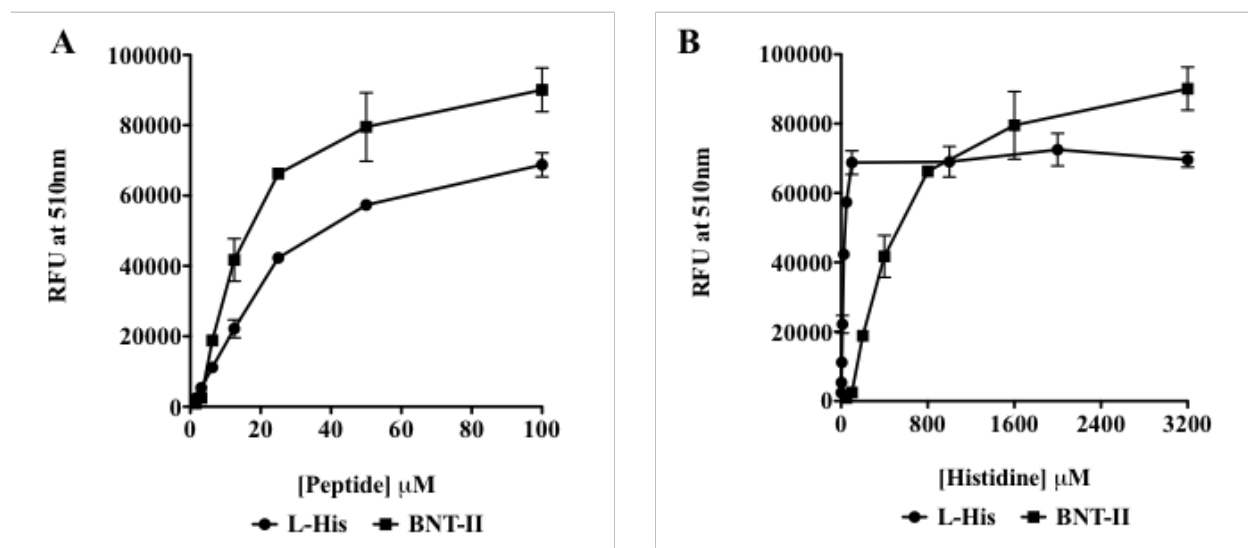 A
100000
80000
60000
40000
20000
0
RFU at 510nm
0 20 40 60 80 100
[Peptide] μM
L-His BNT-II
B
100000
80000
60000
40000
20000
0
RFU at 510nm
0 800 1600 2400 3200
[Histidine] μM
L-His BNT-II